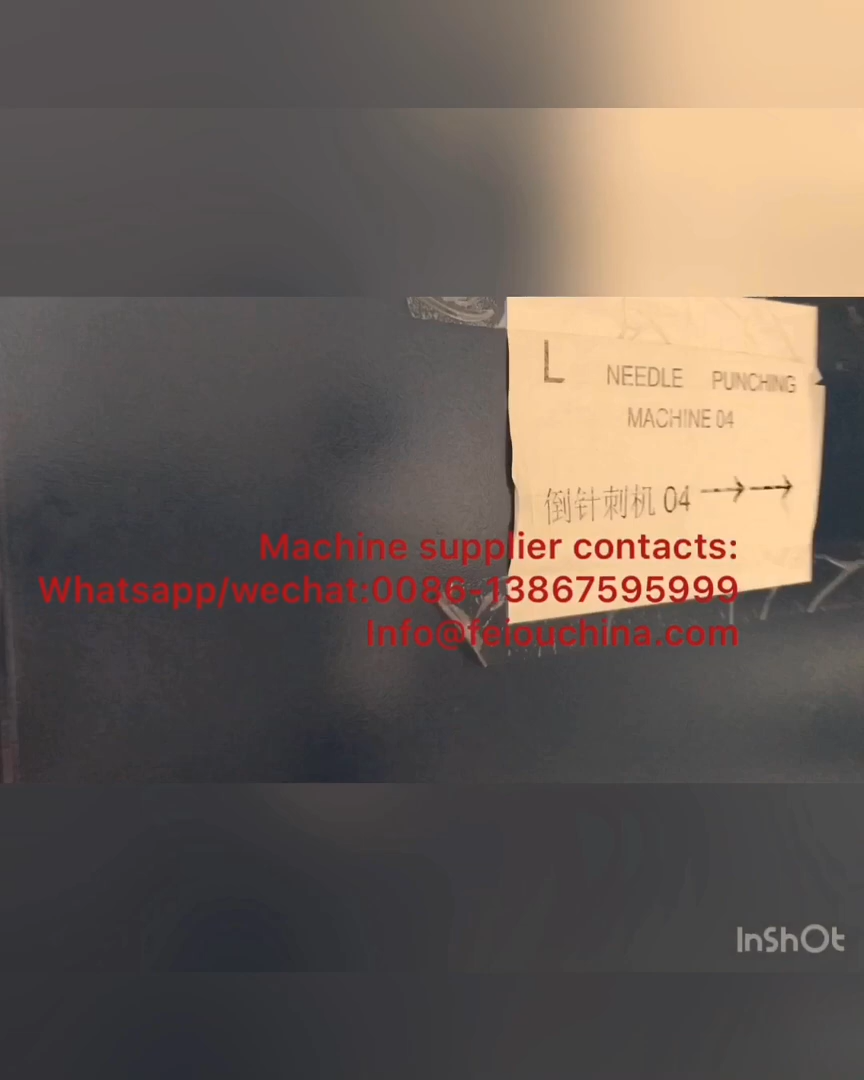 L NEEDLE PUNCHING
MACHINE 04
倒针刺机 04 →→
Machine supplier contacts:
Whatsapp/wechat:0086-13867595999
Info@feiouchina.com
InShOt